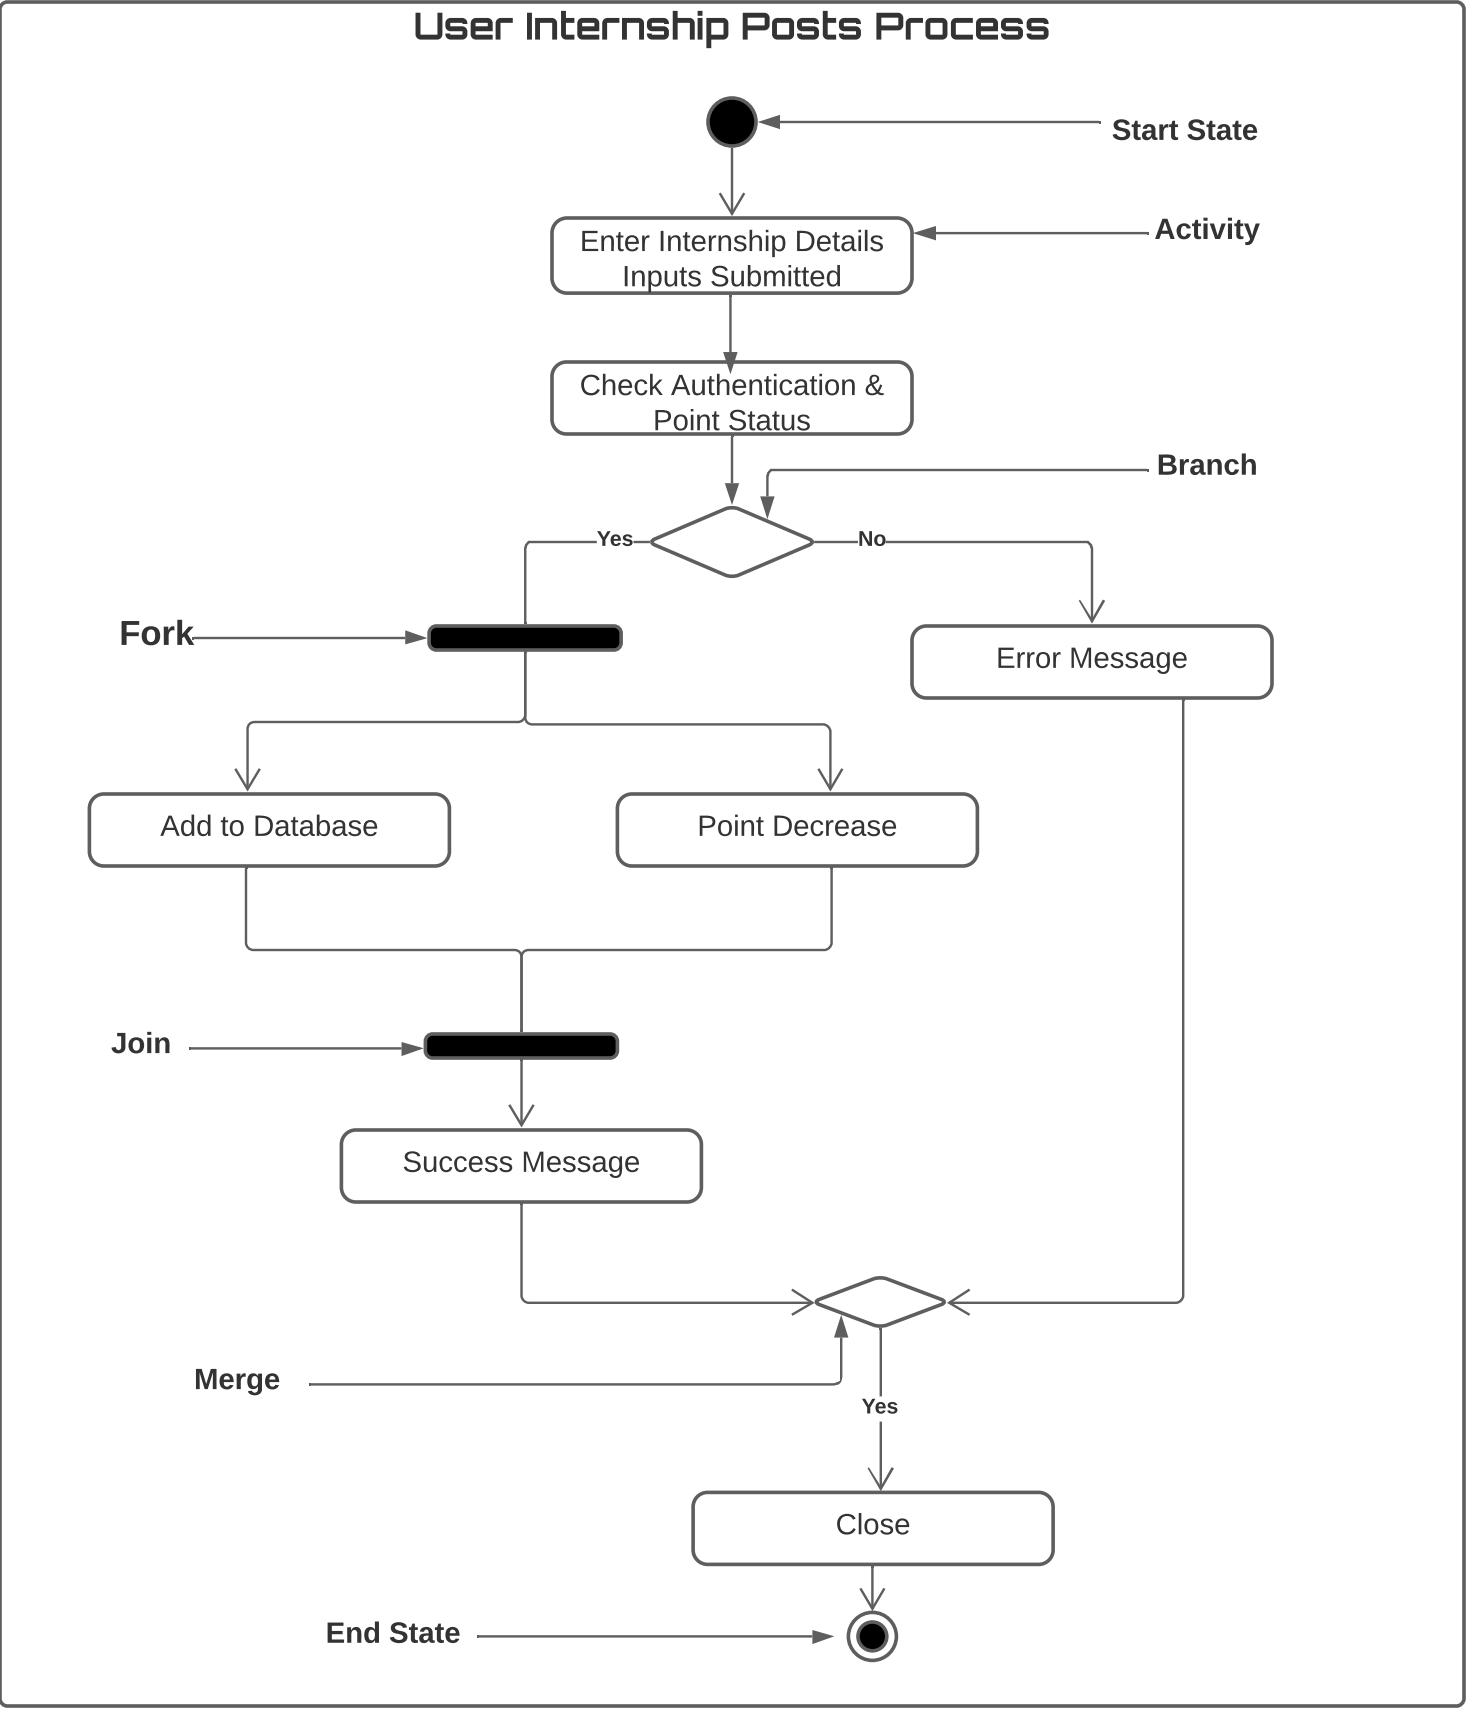 User Internship Posts Process
Start State
Activity
Enter Internship Details
Inputs Submitted
Check Authentication &
Point Status
Branch
Yes
No
Fork
Error Message
Add to Database
Point Decrease
Join
Success Message
Merge
Yes
Close
End State